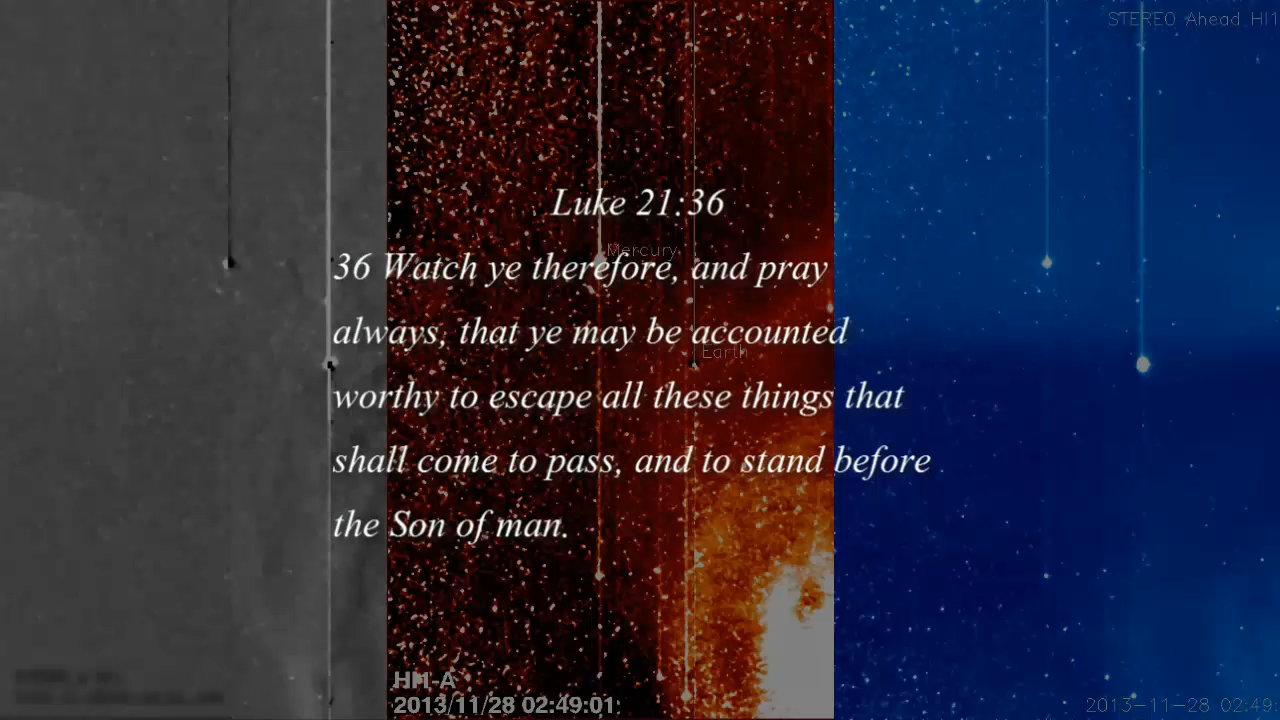 STEREO Ahead HI1
Luke 21:36
Mercury
36 Watch ye therefore, and pray
always, that ye may be accounted
Earth
worthy to escape all these things that
shall come to pass, and to stand before
the Son of man.
HI1-A
2013/11/28 02:49:01
2013-11-28 02:49: